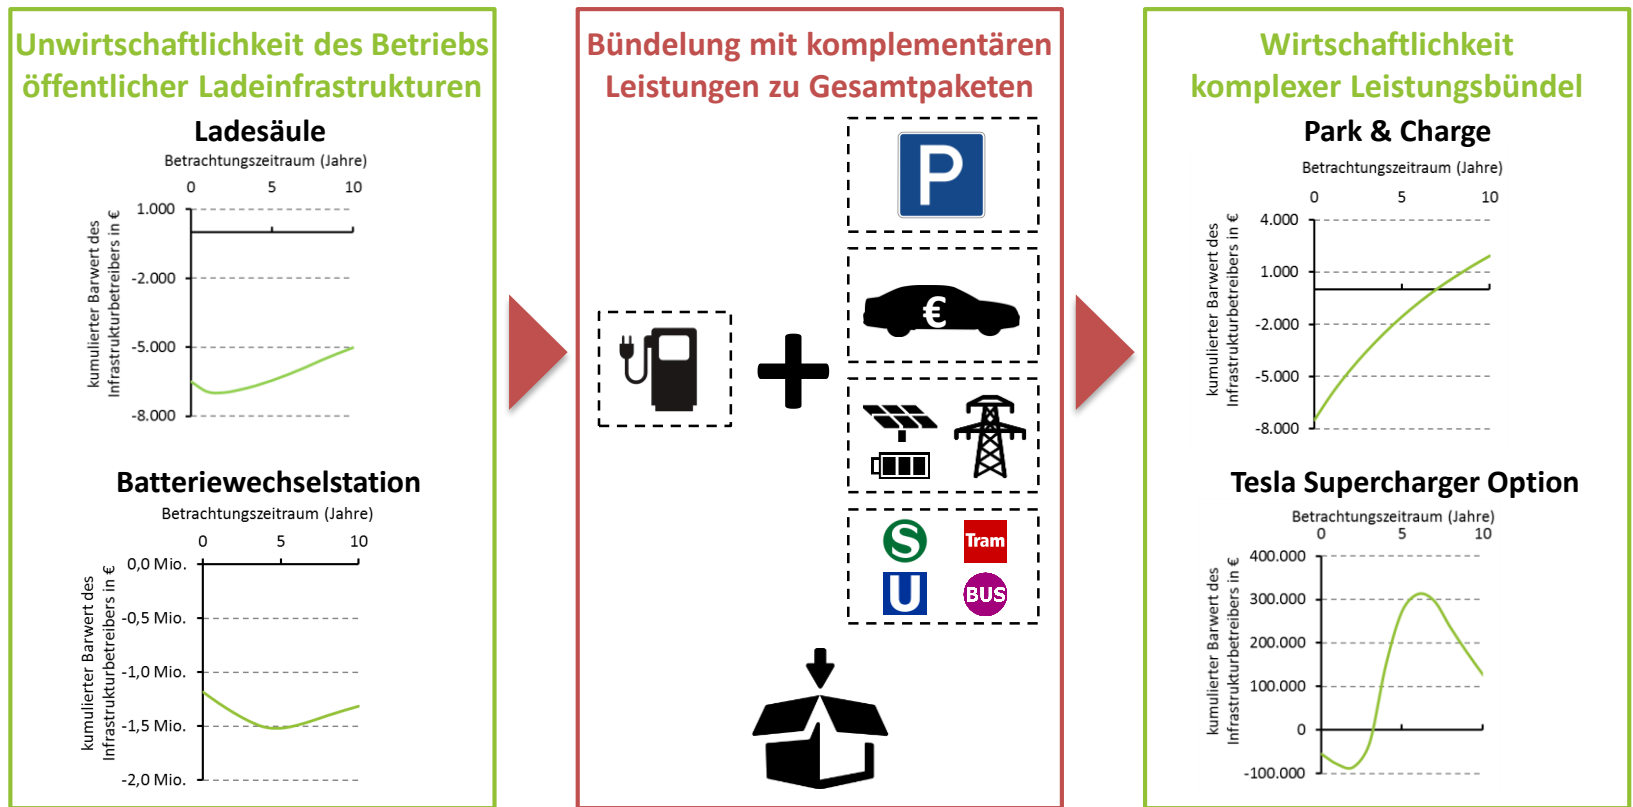 Unwirtschaftlichkeit des Betriebs
öffentlicher Ladeinfrastrukturen
Ladesäule
Betrachtungszeitraum (Jahre)
0 5 10
kumulierter Barwert des
Infrastrukturbetreibers in €
1.000
-2.000
-5.000
-8.000
Batteriewechselstation
Betrachtungszeitraum (Jahre)
0 5 10
kumulierter Barwert des
Infrastrukturbetreibers in €
0,0 Mio.
-0,5 Mio.
-1,0 Mio.
-1,5 Mio.
-2,0 Mio.
Bündelung mit komplementären
Leistungen zu Gesamtpaketen
P
€
S Tram
U BUS
Wirtschaftlichkeit
komplexer Leistungsbündel
Park & Charge
Betrachtungszeitraum (Jahre)
0 5 10
kumulierter Barwert des
Infrastrukturbetreibers in €
4.000
1.000
-2.000
-5.000
-8.000
Tesla Supercharger Option
Betrachtungszeitraum (Jahre)
0 5 10
kumulierter Barwert des
Infrastrukturbetreibers in €
400.000
300.000
200.000
100.000
0
-100.000